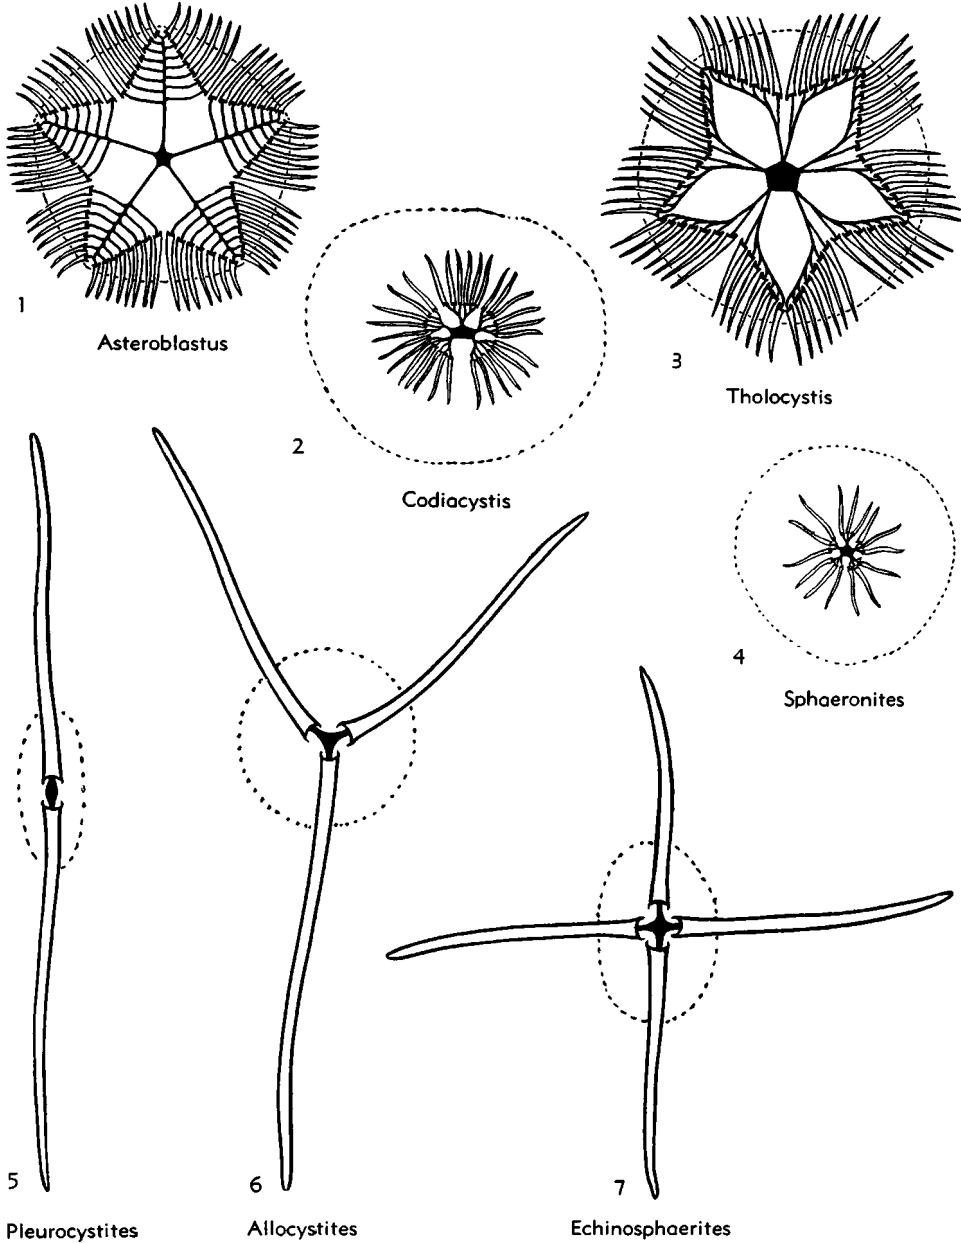 1
Asteroblastus
2
Codiacystis
3
Tholocystis
4
Sphaeronites
5
Pleurocystites
6
Allocystites
7
Echinosphaerites